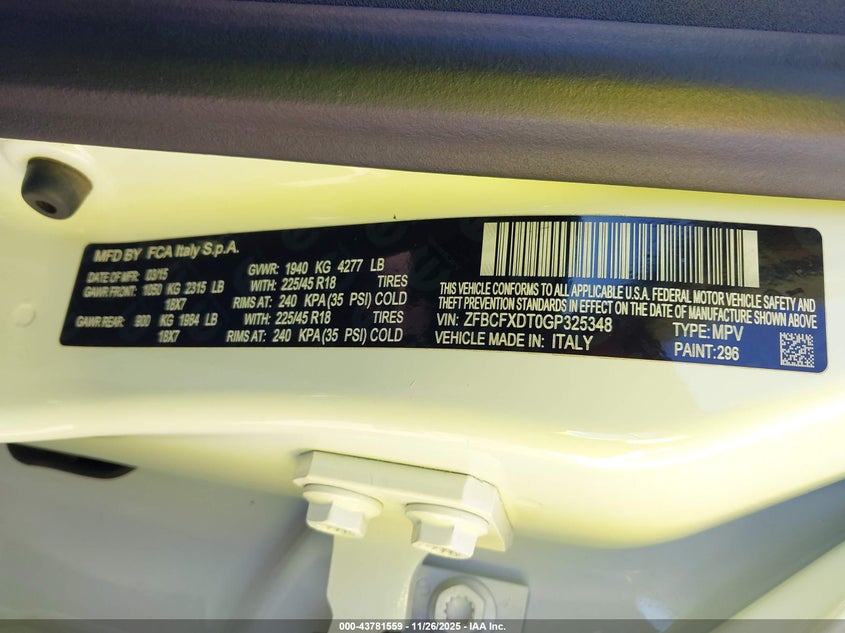 MFD BY FCA Italy S.p.A.
DATE OF MFR: 03/15 GVWR: 1940 KG 4277 LB
GAWR FRONT: 1050 KG 2315 LB WITH: 225/45 R18 TIRES
18X7 RIMS AT: 240 KPA (35 PSI) COLD
GAWR REAR: 900 KG 1984 LB WITH: 225/45 R18 TIRES
18X7 RIMS AT: 240 KPA (35 PSI) COLD
THIS VEHICLE CONFORMS TO ALL APPLICABLE U.S.A. FEDERAL MOTOR VEHICLE SAFETY AND
THEFT PREVENTION STANDARDS IN EFFECT ON THE DATE OF MANUFACTURE SHOWN ABOVE
VIN: ZFBCFXDT0GP325348 TYPE: MPV
VEHICLE MADE IN: ITALY PAINT: 296
000-43781559 — 11/26/2025 — IAA Inc.